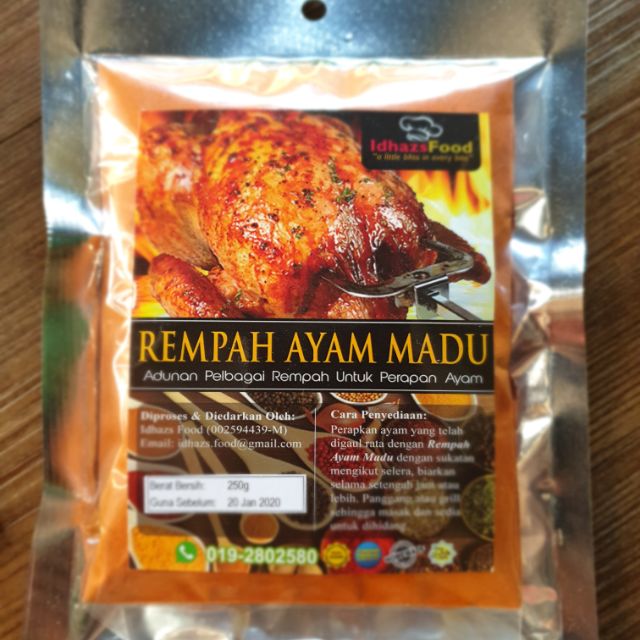 IdhazsFood
"a little bliss in every bag"
REMPAH AYAM MADU
Adunan Pelbagai Rempah Untuk Perapan Ayam
Diproses & Diedarkan Oleh:
Idhazs Food (002594439-M)
Email: idhazs.food@gmail.com
Berat Bersih: 250g
Guna Sebelum: 20 Jan 2020
019-2802580
Cara Penyediaan:
Perapkan ayam yang telah
digaul rata dengan Rempah
Ayam Madu dengan sukatan
mengikut selera, biarkan
selama setengah jam atau
lebih. Panggang atau grill
sehingga masak dan sedia
untuk dihidang.